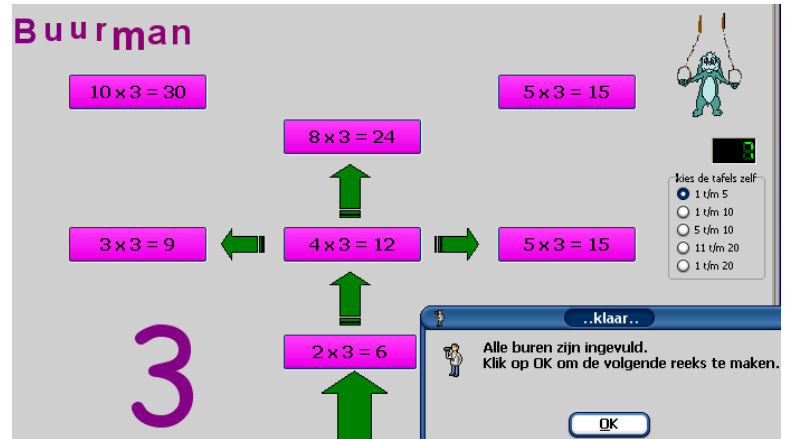 Buurman
10 x 3 = 30
5 x 3 = 15
8 x 3 = 24
7
kies de tafels zelf
1 t/m 5
1 t/m 10
5 t/m 10
11 t/m 20
1 t/m 20
3 x 3 = 9
4 x 3 = 12
5 x 3 = 15
3
2 x 3 = 6
..klaar..
Alle buren zijn ingevuld.
Klik op OK om de volgende reeks te maken.
OK